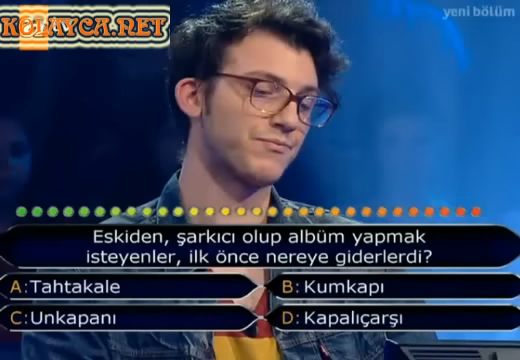 KOLAYCA.NET
yeni bölüm
Eskiden, şarkıcı olup albüm yapmak
isteyenler, ilk önce nereye giderlerdi?
A:Tahtakale
B:Kumkapı
C:Unkapanı
D:Kapalıçarşı